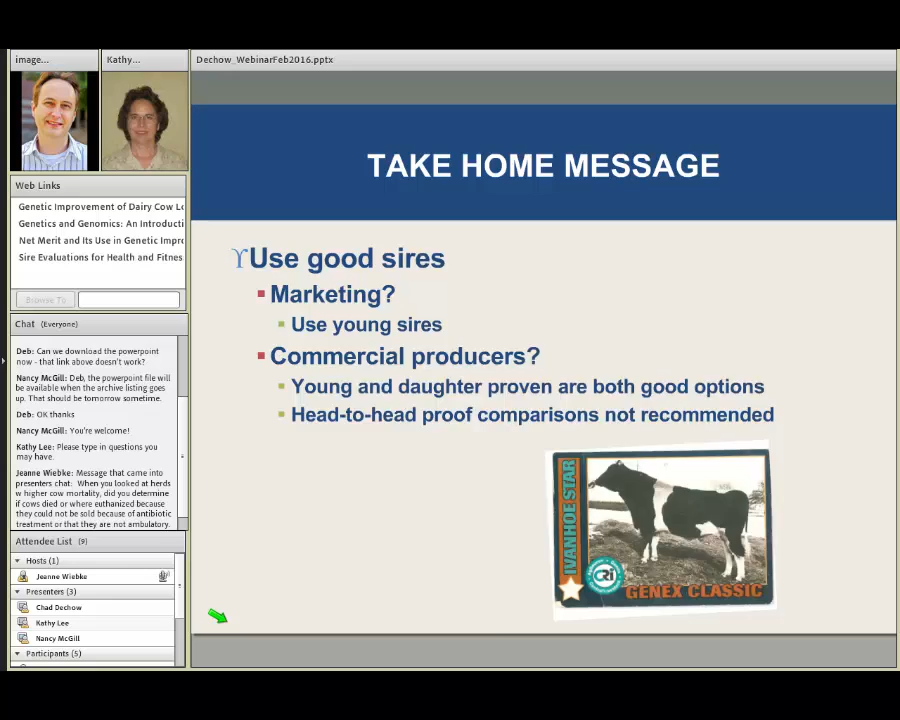 image...
Kathy...
Dechow_WebinarFeb2016.pptx
Web Links
Genetic Improvement of Dairy Cow Lo
Genetics and Genomics: An Introducti
Net Merit and Its Use in Genetic Impro
Sire Evaluations for Health and Fitnes
Browse To
Chat (Everyone)
Deb: Can we download the powerpoint
now - that link above doesn't work?
Nancy McGill: Deb, the powerpoint file will
be available when the archive listing goes
up. That should be tomorrow sometime.
Deb: OK thanks
Nancy McGill: You're welcome!
Kathy Lee: Please type in questions you
may have.
Jeanne Wiebke: Message that came into
presenters chat: When you looked at herds
w higher cow mortality, did you determine
if cows died or where euthanized because
they could not be sold because of antibiotic
treatment or that they are not ambulatory.
Attendee List (9)
Hosts (1)
Jeanne Wiebke
Presenters (3)
Chad Dechow
Kathy Lee
Nancy McGill
Participants (5)
TAKE HOME MESSAGE
Use good sires
Marketing?
Use young sires
Commercial producers?
Young and daughter proven are both good options
Head-to-head proof comparisons not recommended
IVANHOE STAR
CRI
GENEX CLASSIC